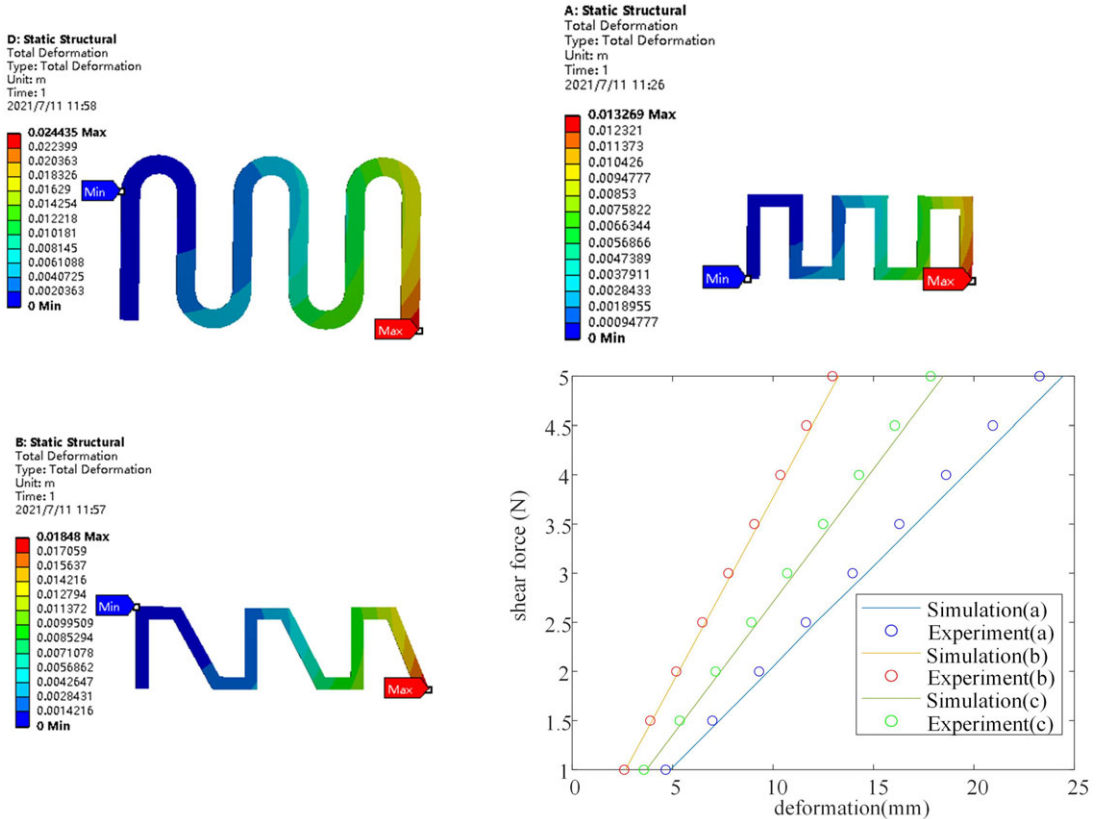 D: Static Structural
Total Deformation
Type: Total Deformation
Unit: m
Time: 1
2021/7/11 11:58
0.024435 Max
0.022399
0.020363
0.018326
0.01629
0.014254
0.012218
0.010181
0.008145
0.0061088
0.0040725
0.0020363
0 Min
Min
Max
A: Static Structural
Total Deformation
Type: Total Deformation
Unit: m
Time: 1
2021/7/11 11:26
0.013269 Max
0.012321
0.011373
0.010426
0.0094777
0.00853
0.0075822
0.0066344
0.0056866
0.0047389
0.0037911
0.0028433
0.0018955
0.00094777
0 Min
Min
Max
B: Static Structural
Total Deformation
Type: Total Deformation
Unit: m
Time: 1
2021/7/11 11:57
0.01848 Max
0.017059
0.015637
0.014216
0.012794
0.011372
0.0099509
0.0085294
0.0071078
0.0056862
0.0042647
0.0028431
0.0014216
0 Min
Min
Max
5
4.5
4
3.5
3
2.5
2
1.5
1
shear force (N)
Simulation(a)
Experiment(a)
Simulation(b)
Experiment(b)
Simulation(c)
Experiment(c)
0 5 10 15 20 25
deformation(mm)